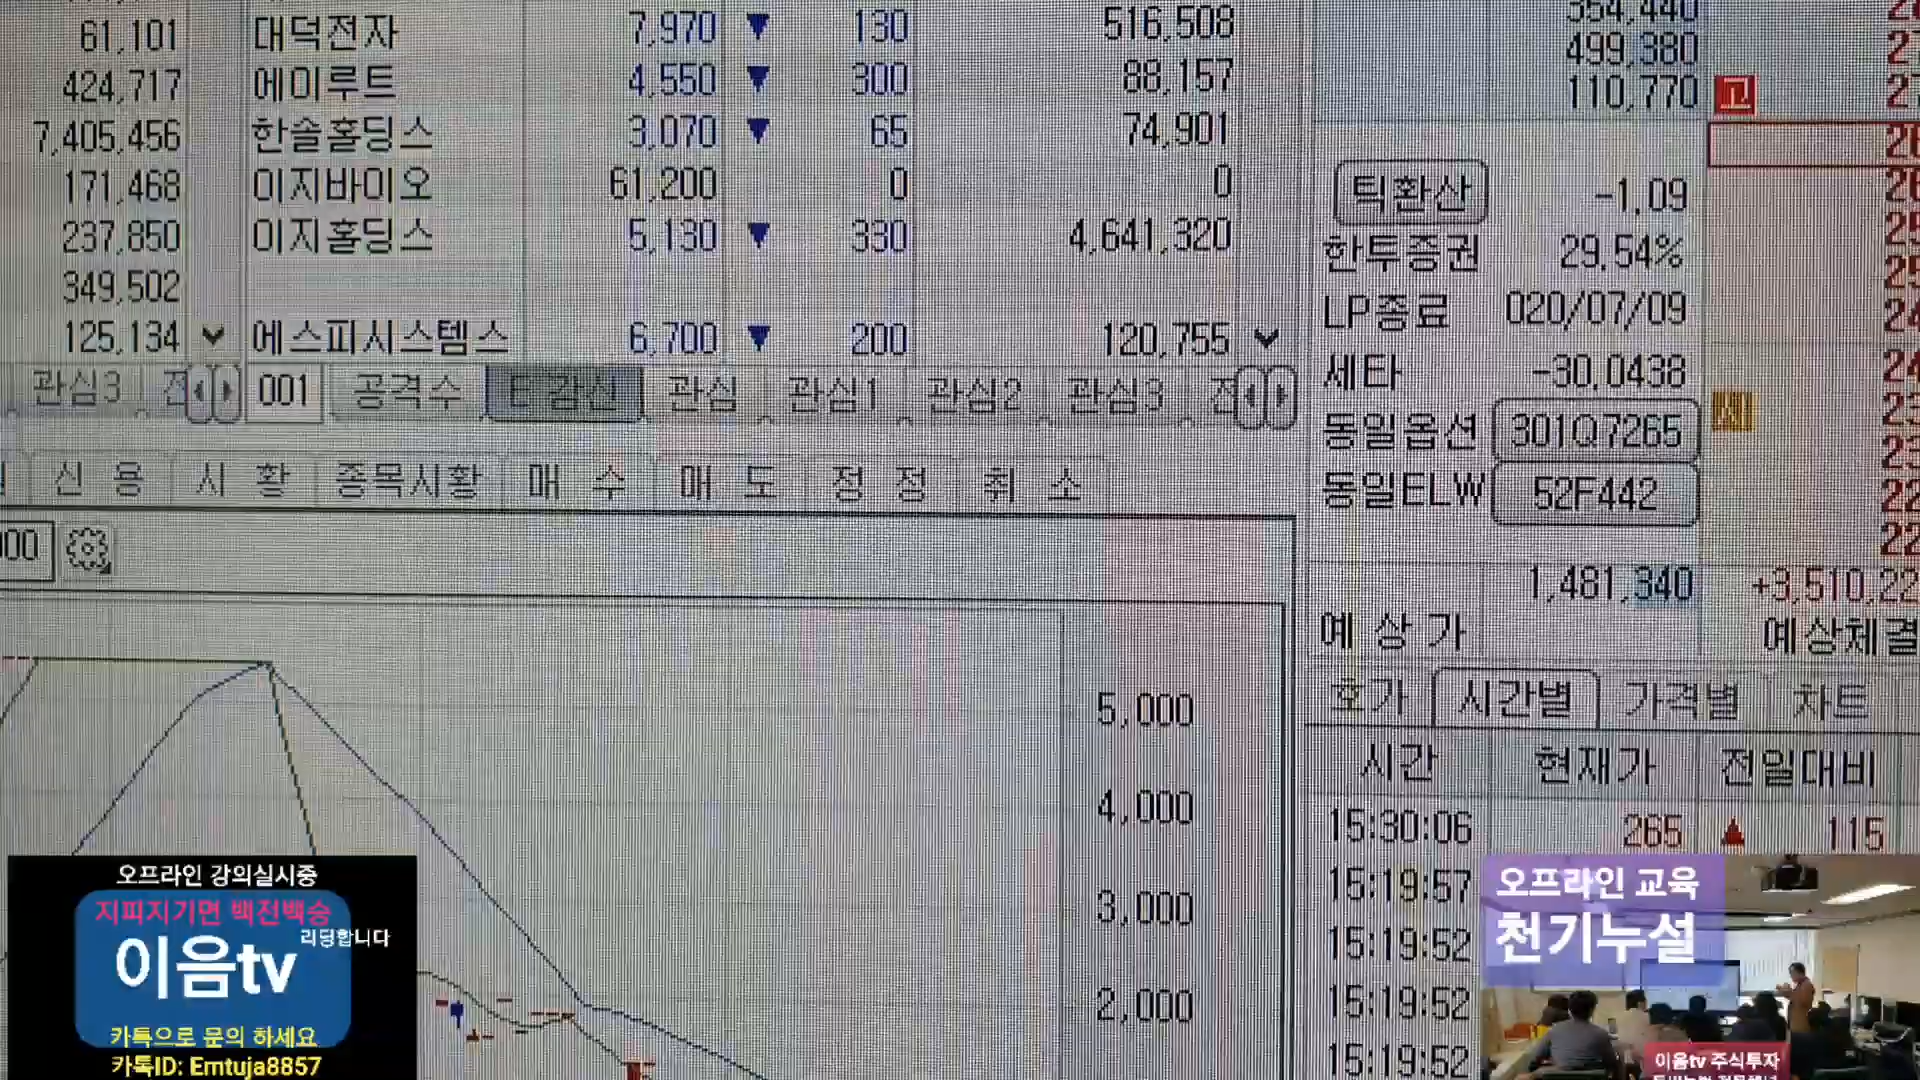 61,101 대덕전자 7,970 ▼ 130 516,508
424,717 에이루트 4,550 ▼ 300 88,157
7,405,456 한솔홀딩스 3,070 ▼ 65 74,901
171,468 이지바이오 61,200 0 0
237,850 이지홀딩스 5,130 ▼ 330 4,641,320
349,502
125,134 에스피시스템스 6,700 ▼ 200 120,755
관심3 001 공격수 E 감신 관심 관심1 관심2 관심3
신 용 시 황 종목시황 매 수 매 도 정 정 취 소
354,440
499,380
110,770 고
틱환산 -1,09
한투증권 29,54%
LP종료 020/07/09
세타 -30,0438
동일옵션 301Q7265
동일ELW 52F442
1,481,340 +3,510,22
예 상 가 예상체결
호가 시간별 가격별 차트
시간 현재가 전일대비
15:30:06 265 ▲ 115
15:19:57
15:19:52
15:19:52
15:19:52
5,000
4,000
3,000
2,000
오프라인 강의실시중
지피지기면 백전백승
리딩합니다
이음tv
카톡으로 문의 하세요
카톡ID: Emtuja8857
오프라인 교육
천기누설
이음tv 주식투자